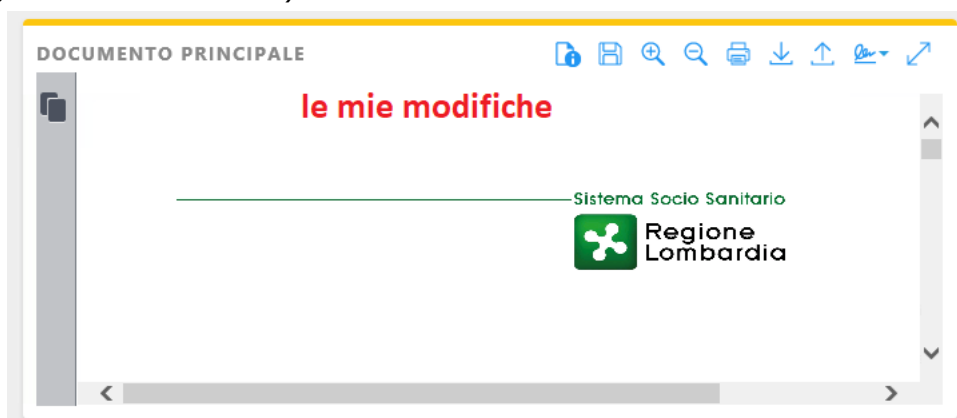 DOCUMENTO PRINCIPALE
le mie modifiche
Sistema Socio Sanitario
Regione
Lombardia